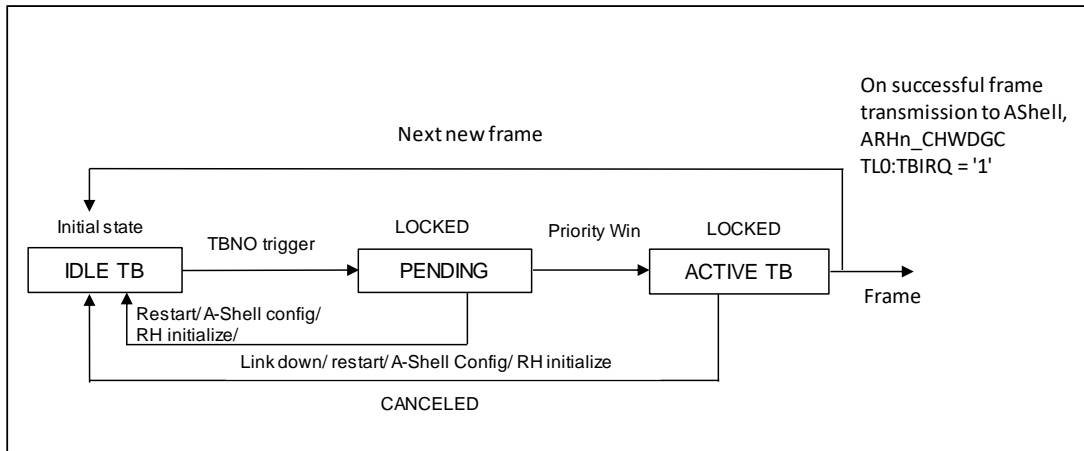 On successful frame
transmission to AShell,
ARHn_CHWDGC
TL0:TBIRQ = '1'
Next new frame
Initial state
LOCKED
LOCKED
TBNO trigger
Priority Win
IDLE TB
PENDING
ACTIVE TB
Frame
Restart/ A-Shell config/
RH initialize/
Link down/ restart/ A-Shell Config/ RH initialize
CANCELED